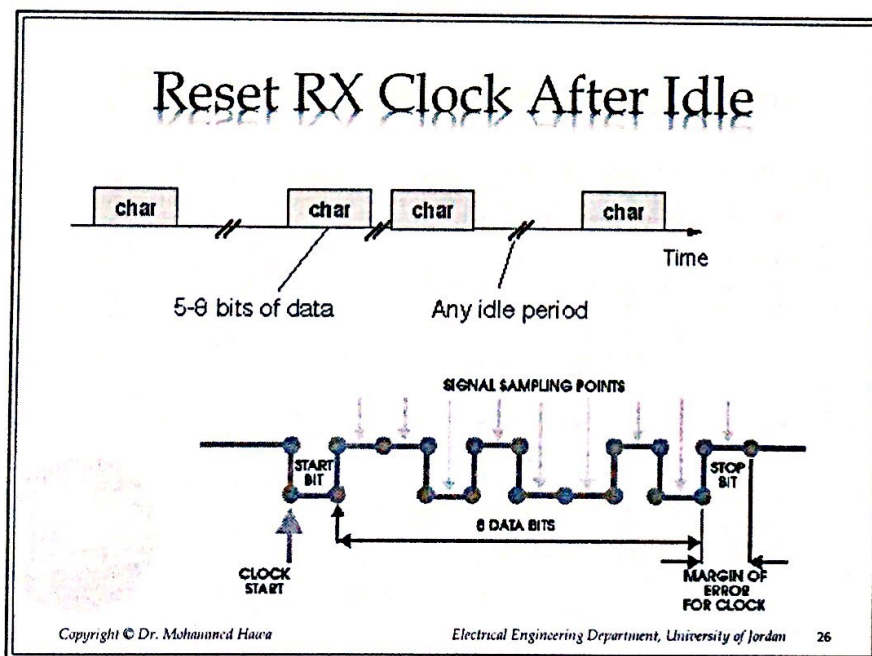 Reset RX Clock After Idle
char char char char
Time
5-8 bits of data Any idle period
SIGNAL SAMPLING POINTS
START
BIT
STOP
BIT
8 DATA BITS
CLOCK
START
MARGIN OF
ERROR
FOR CLOCK
Copyright © Dr. Mohammed Hawa Electrical Engineering Department, University of Jordan 26